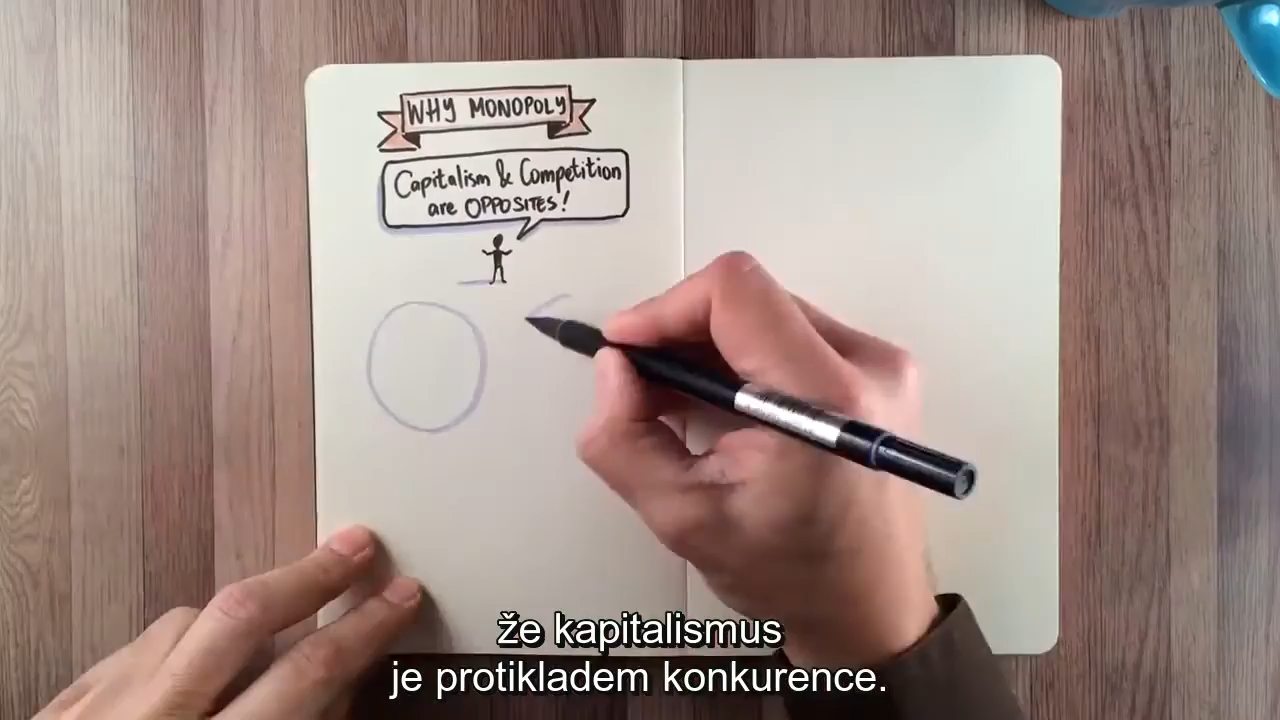 WHY MONOPOLY
Capitalism & Competition
are OPPOSITES!
že kapitalismus
je protikladem konkurence.